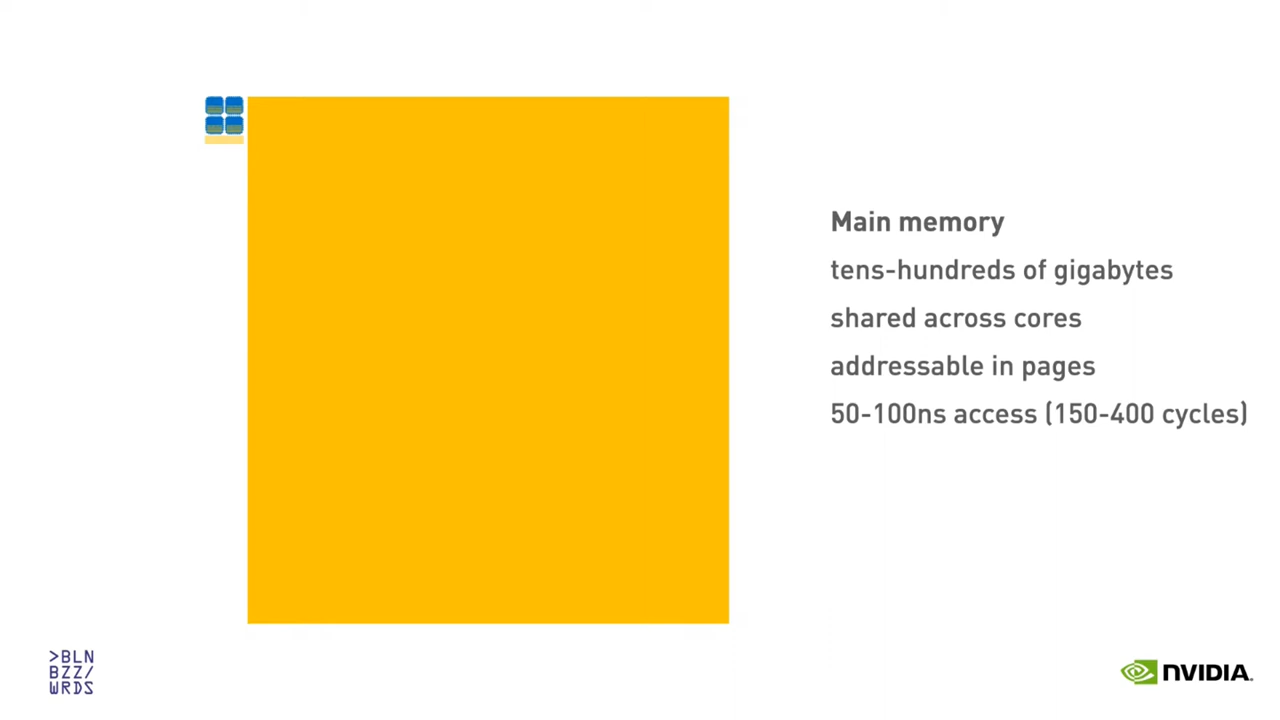 Main memory
tens-hundreds of gigabytes
shared across cores
addressable in pages
50-100ns access (150-400 cycles)
>BLN
BZZ/
WRDS
NVIDIA.